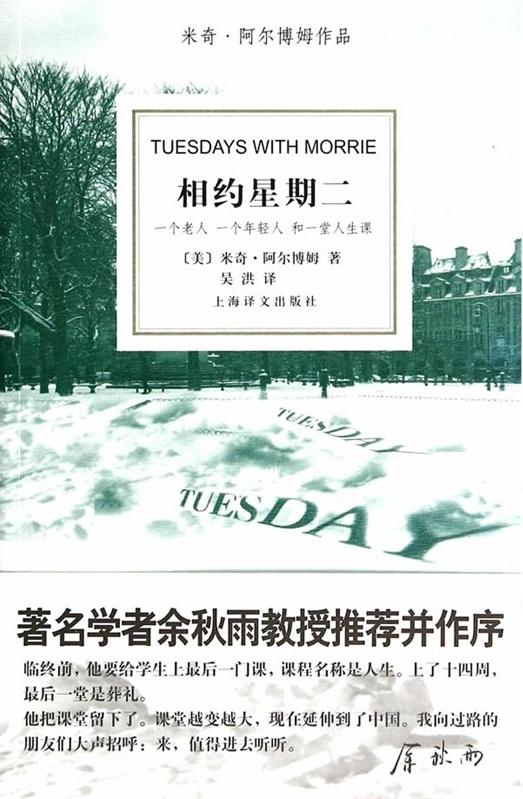 米奇·阿尔博姆作品
TUESDAYS WITH MORRIE
相约星期二
一个老人 一个年轻人 和一堂人生课
〔美〕米奇·阿尔博姆 著
吴 洪 译
上海译文出版社
TUESDAY
TUESDAY
著名学者余秋雨教授推荐并作序
临终前，他要给学生上最后一门课，课程名称是人生。上了十四周，
最后一堂是葬礼。
他把课堂留下了。课堂越变越大，现在延伸到了中国。我向过路的
朋友们大声招呼：来，值得进去听听。
余秋雨